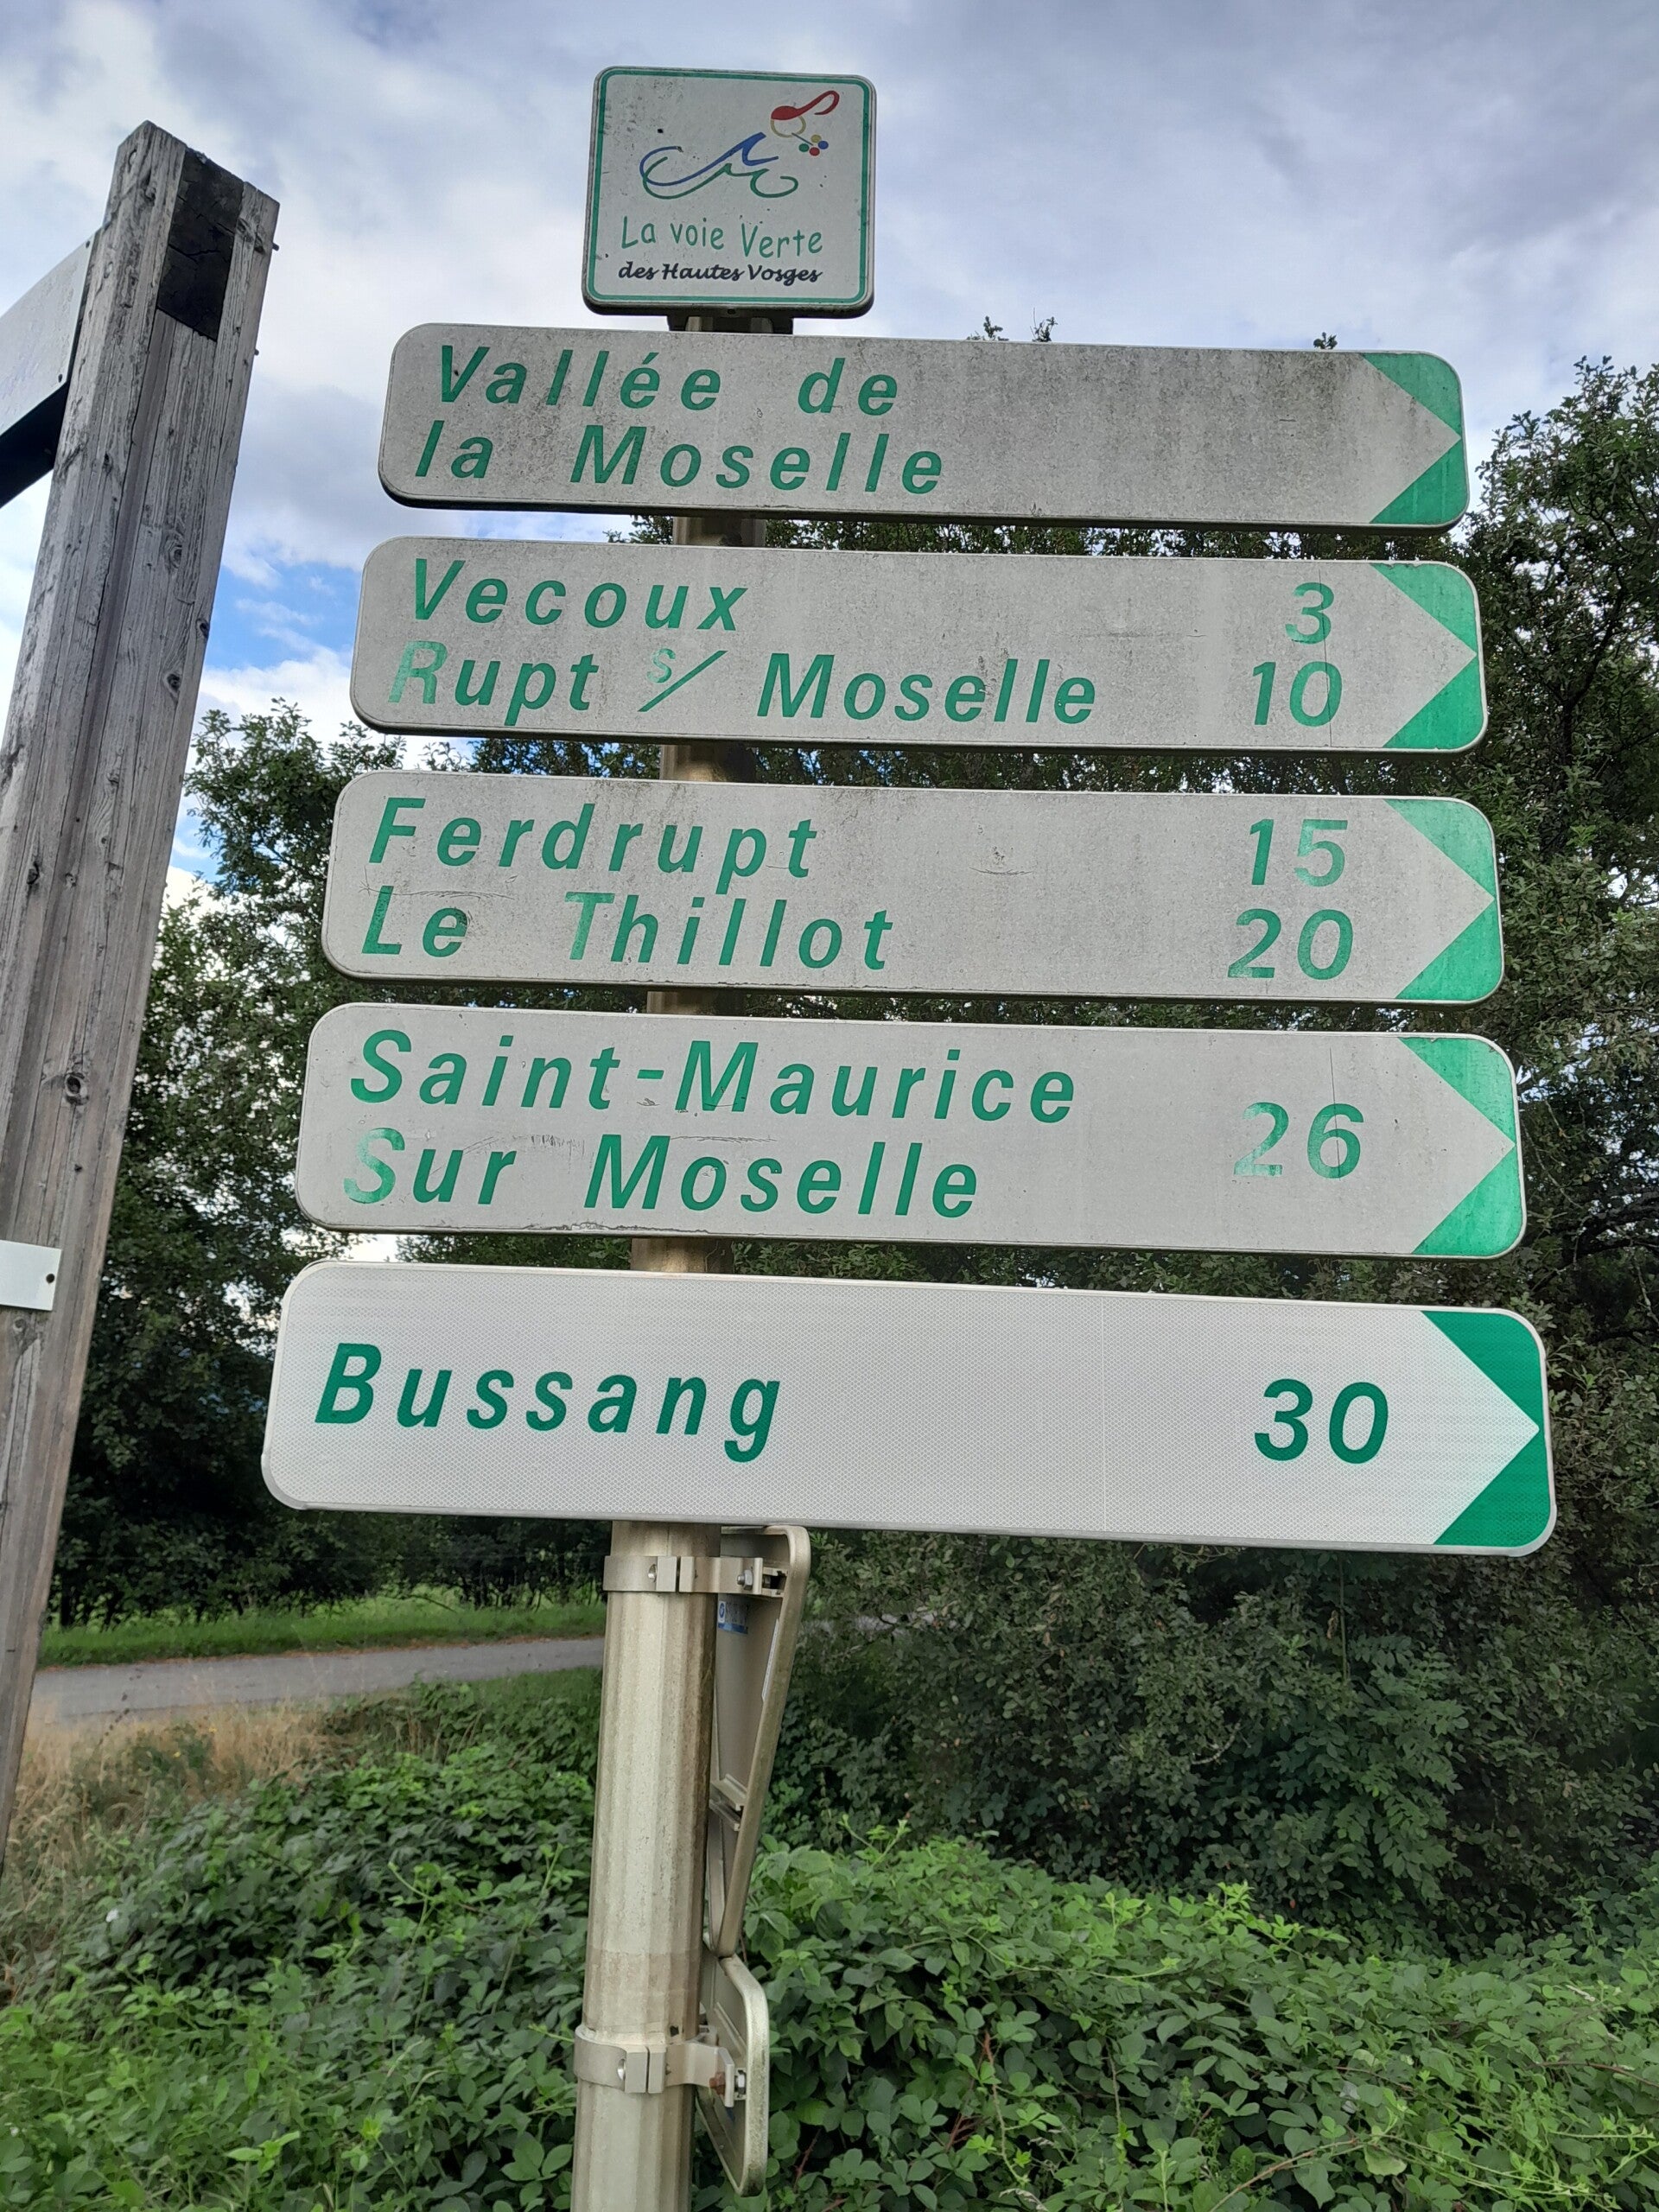 La voie Verte
des Hautes Vosges
Vallée de
la Moselle
Vecoux 3
Rupt s/ Moselle 10
Ferdrupt 15
Le Thillot 20
Saint-Maurice
Sur Moselle 26
Bussang 30